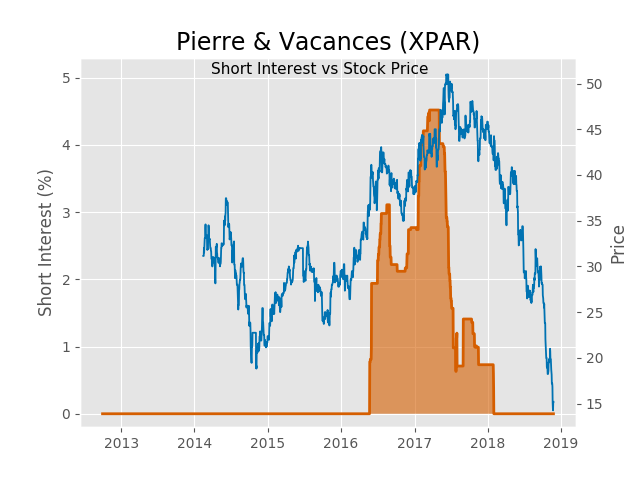 Pierre & Vacances (XPAR)
Short Interest vs Stock Price
Short Interest (%)
5
4
3
2
1
0
50
45
40
35
30
25
20
15
Price
2013 2014 2015 2016 2017 2018 2019